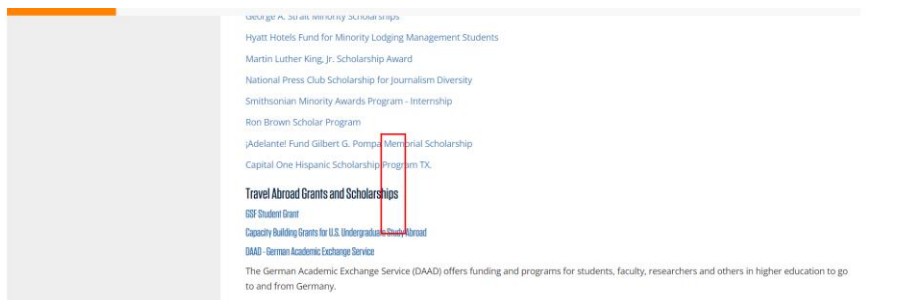 George A. Strait Minority Scholarships
Hyatt Hotels Fund for Minority Lodging Management Students
Martin Luther King, Jr. Scholarship Award
National Press Club Scholarship for Journalism Diversity
Smithsonian Minority Awards Program - Internship
Ron Brown Scholar Program
¡Adelante! Fund Gilbert G. Pompa Memorial Scholarship
Capital One Hispanic Scholarship Program TX.
Travel Abroad Grants and Scholarships
GSF Student Grant
Capacity Building Grants for U.S. Undergraduate Study Abroad
DAAD - German Academic Exchange Service
The German Academic Exchange Service (DAAD) offers funding and programs for students, faculty, researchers and others in higher education to go
to and from Germany.